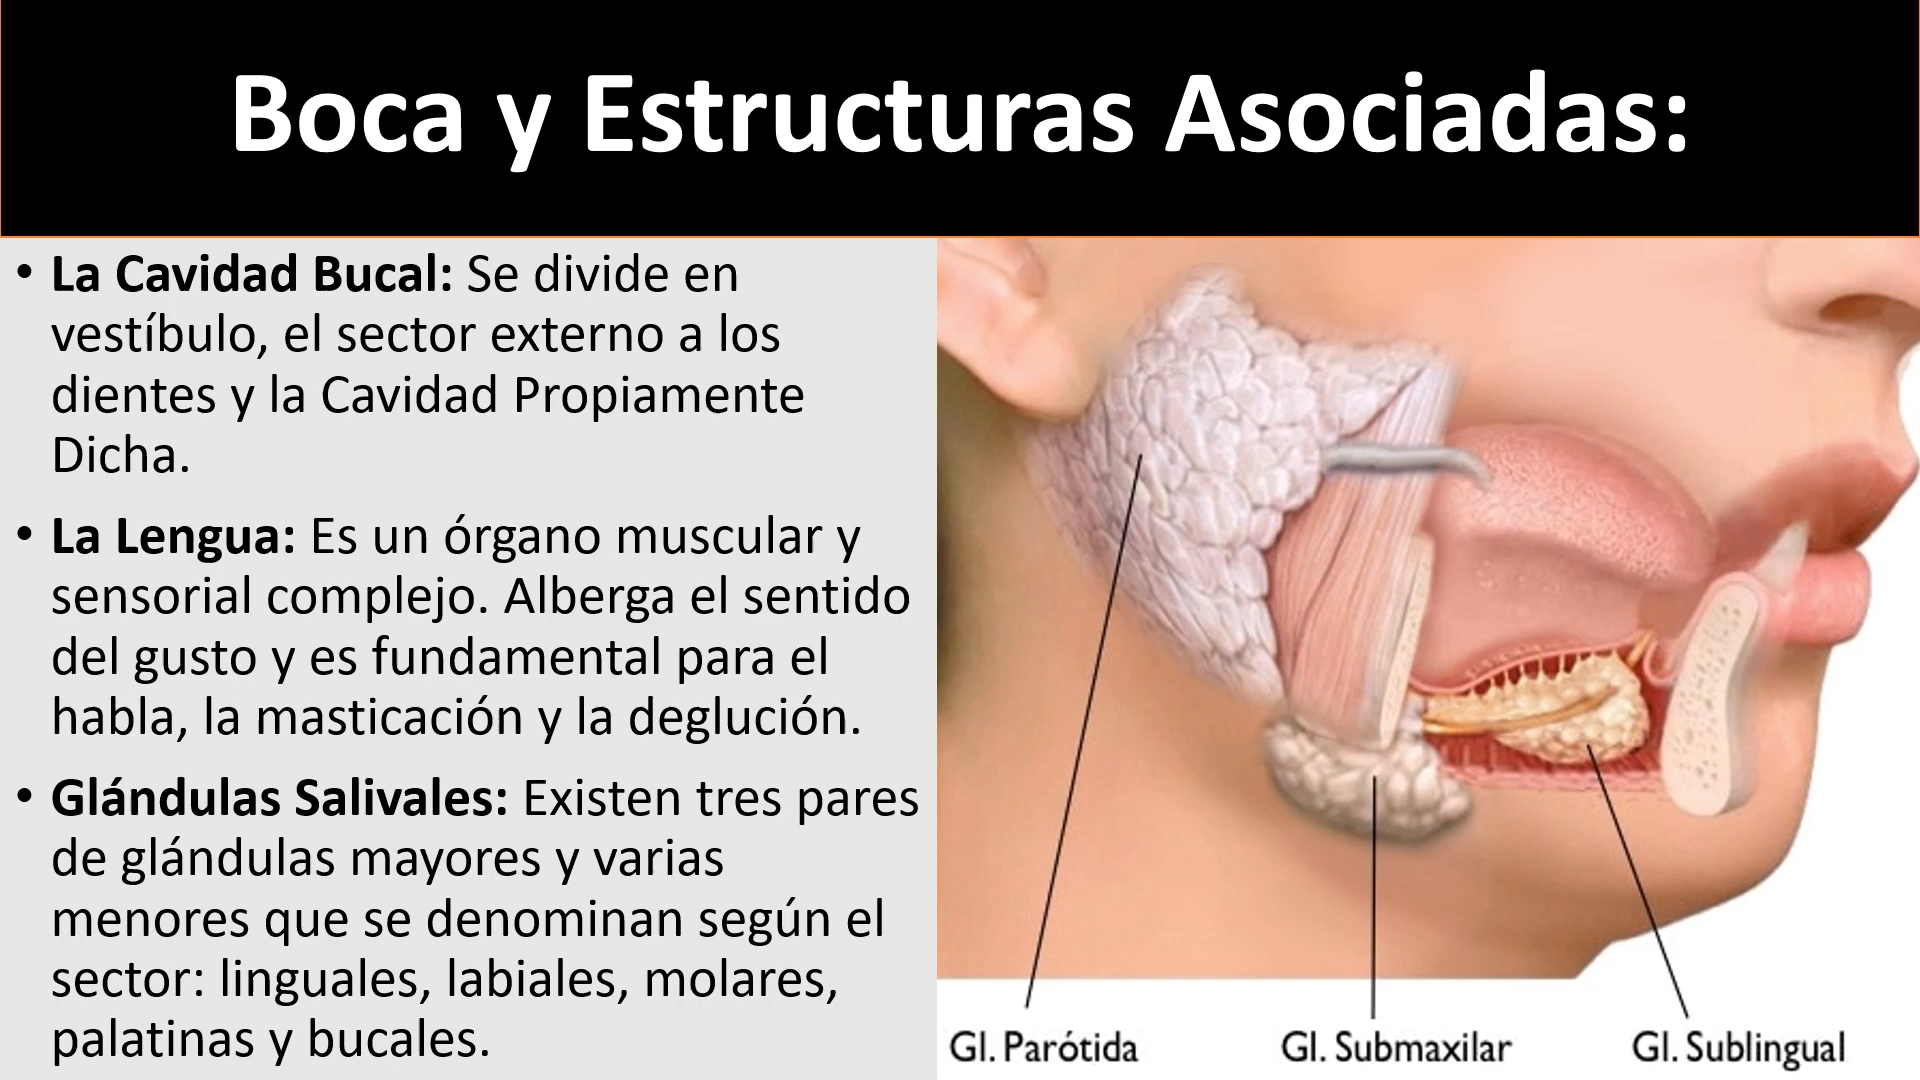 Boca y Estructuras Asociadas:
• La Cavidad Bucal: Se divide en
vestíbulo, el sector externo a los
dientes y la Cavidad Propiamente
Dicha.
• La Lengua: Es un órgano muscular y
sensorial complejo. Alberga el sentido
del gusto y es fundamental para el
habla, la masticación y la deglución.
• Glándulas Salivales: Existen tres pares
de glándulas mayores y varias
menores que se denominan según el
sector: linguales, labiales, molares,
palatinas y bucales.
Gl. Parótida
Gl. Submaxilar
Gl. Sublingual